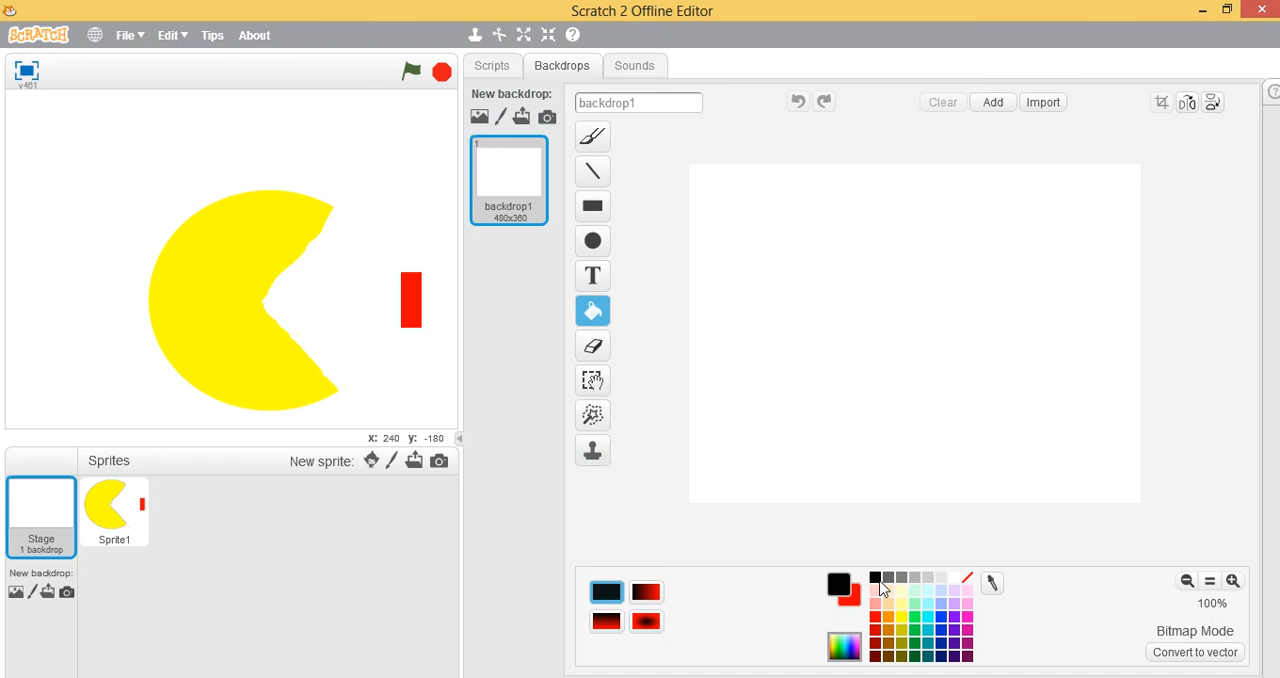 Scratch 2 Offline Editor
SCRATCH File Edit Tips About
v461
Scripts Backdrops Sounds
New backdrop:
1
backdrop1
480x360
backdrop1
Clear Add Import
T
X: 240 y: -180
Sprites New sprite:
Stage
1 backdrop
Sprite1
New backdrop:
100%
Bitmap Mode
Convert to vector